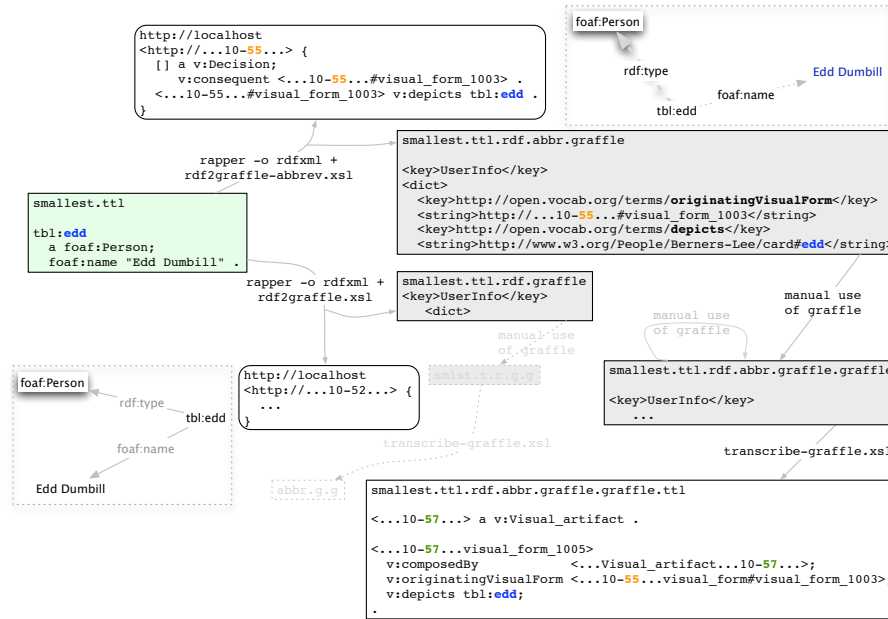 http://localhost
<http://...10-55...> {
  [] a v:Decision;
     v:consequent <...10-55...#visual_form_1003> .
  <...10-55...#visual_form_1003> v:depicts tbl:edd .
}
foaf:Person
rdf:type
Edd Dumbill
foaf:name
tbl:edd
rapper -o rdfxml +
rdf2graffle-abbrev.xsl
smallest.ttl.rdf.abbr.graffle
<key>UserInfo</key>
<dict>
  <key>http://open.vocab.org/terms/originatingVisualForm</key>
  <string>http://...10-55...#visual_form_1003</string>
  <key>http://open.vocab.org/terms/depicts</key>
  <string>http://www.w3.org/People/Berners-Lee/card#edd</string>
smallest.ttl
tbl:edd
  a foaf:Person;
  foaf:name "Edd Dumbill" .
rapper -o rdfxml +
rdf2graffle.xsl
smallest.ttl.rdf.graffle
<key>UserInfo</key>
   <dict>
manual use
of graffle
manual use
of graffle
manual use
of graffle
foaf:Person
rdf:type
tbl:edd
foaf:name
Edd Dumbill
http://localhost
<http://...10-52...> {
  ...
}
smlst.t.r.g.g
smallest.ttl.rdf.abbr.graffle.graffle
<key>UserInfo</key>
   ...
transcribe-graffle.xsl
transcribe-graffle.xsl
abbr.g.g
smallest.ttl.rdf.abbr.graffle.graffle.ttl
<...10-57...> a v:Visual_artifact .
<...10-57...visual_form_1005>
  v:composedBy            <...Visual_artifact...10-57...>;
  v:originatingVisualForm <...10-55...visual_form#visual_form_1003>;
  v:depicts tbl:edd;
.